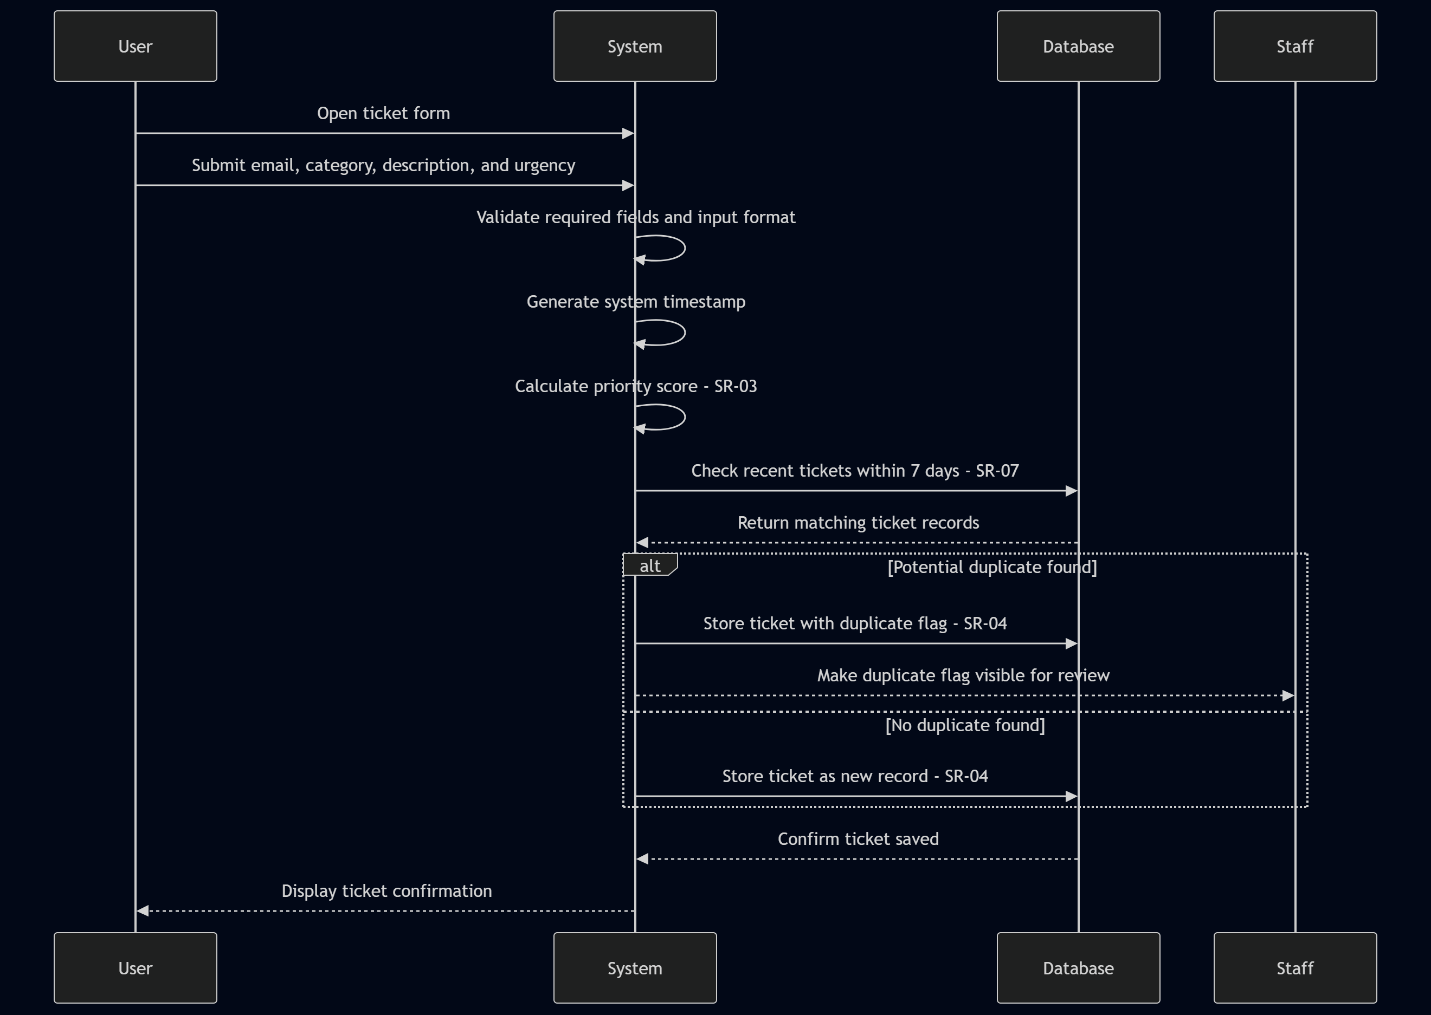 User
System
Database
Staff
Open ticket form
Submit email, category, description, and urgency
Validate required fields and input format
Generate system timestamp
Calculate priority score - SR-03
Check recent tickets within 7 days - SR-07
Return matching ticket records
alt
[Potential duplicate found]
Store ticket with duplicate flag - SR-04
Make duplicate flag visible for review
[No duplicate found]
Store ticket as new record - SR-04
Confirm ticket saved
Display ticket confirmation
User
System
Database
Staff